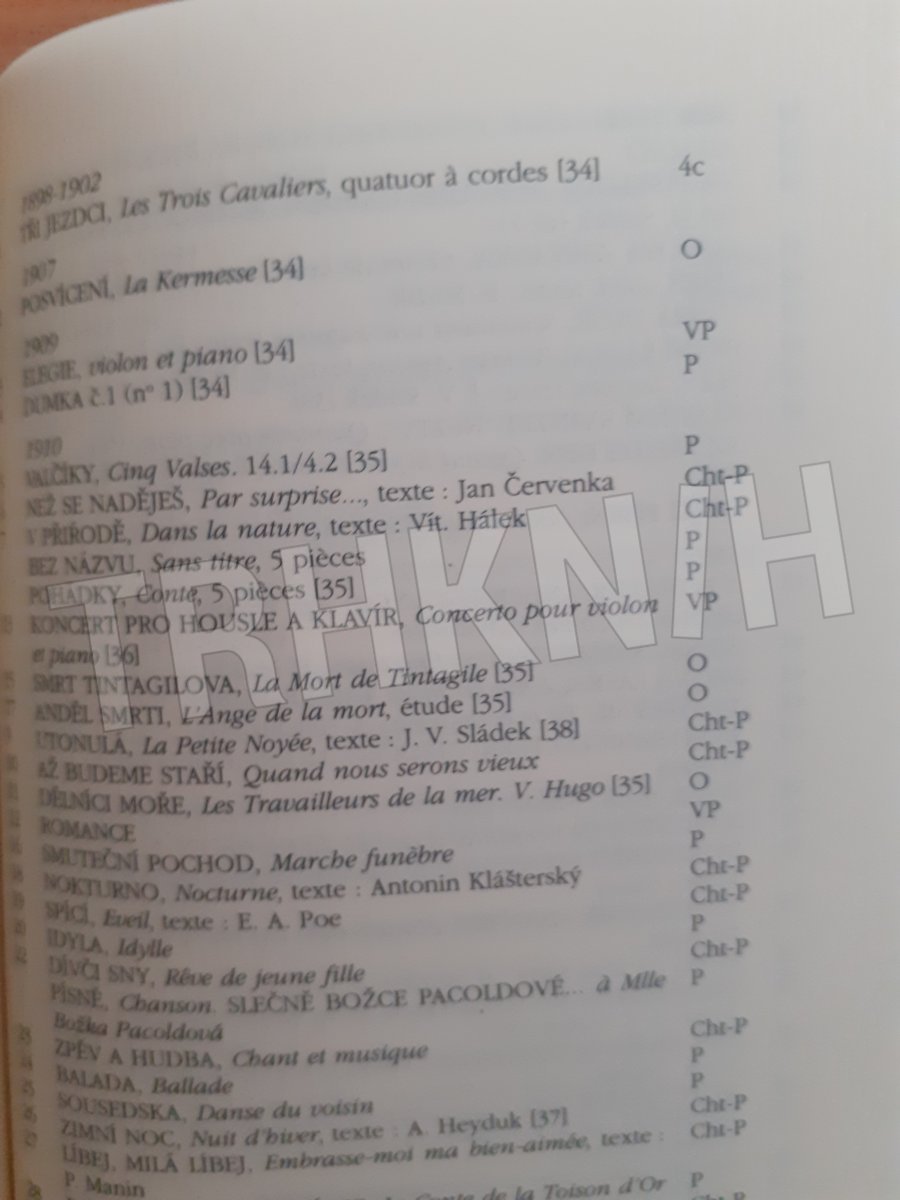 1898-1902
TŘI JEZDCI, Les Trois Cavaliers, quatuor à cordes [34] 4c
1907
POSVÍCENÍ, La Kermesse [34] O
1909
ELEGIE, violon et piano [34] VP
DUMKA č.1 (n° 1) [34] P
1910
VALČÍKY, Cinq Valses. 14.1/4.2 [35] P
NEŽ SE NADĚJEŠ, Par surprise..., texte : Jan Červenka Cht-P
V PŘÍRODĚ, Dans la nature, texte : Vít. Hálek Cht-P
BEZ NÁZVU, Sans titre, 5 pièces P
POHÁDKY, Conte, 5 pièces [35] P
KONCERT PRO HOUSLE A KLAVÍR, Concerto pour violon VP
et piano [36]
SMRT TINTAGILOVA, La Mort de Tintagile [35] O
ANDĚL SMRTI, L'Ange de la mort, étude [35] O
UTONULÁ, La Petite Noyée, texte : J. V. Sládek [38] Cht-P
AŽ BUDEME STAŘÍ, Quand nous serons vieux Cht-P
DĚLNÍCI MOŘE, Les Travailleurs de la mer. V. Hugo [35] O
ROMANCE VP
SMUTEČNÍ POCHOD, Marche funèbre P
NOKTURNO, Nocturne, texte : Antonin Klášterský Cht-P
SPÍCÍ, Eveil, texte : E. A. Poe Cht-P
IDYLA, Idylle P
DÍVČI SNY, Rêve de jeune fille Cht-P
PÍSNĚ, Chanson. SLEČNĚ BOŽCE PACOLDOVÉ... à Mlle P
Božka Pacoldová
ZPĚV A HUDBA, Chant et musique Cht-P
BALADA, Ballade P
SOUSEDSKA, Danse du voisin P
ZIMNÍ NOC, Nuit d'hiver, texte : A. Heyduk [37] Cht-P
LÍBEJ, MILÁ LÍBEJ, Embrasse-moi ma bien-aimée, texte : Cht-P
P. Manin
Conte de la Toison d'Or P
TRHKNIH